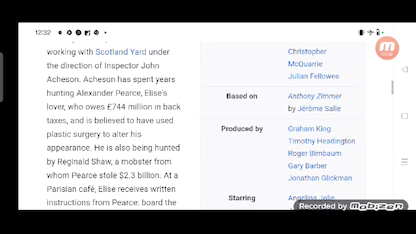 12:32
working with Scotland Yard under
the direction of Inspector John
Acheson. Acheson has spent years
hunting Alexander Pearce, Elise's
lover, who owes £744 million in back
taxes, and is believed to have used
plastic surgery to alter his
appearance. He is also being hunted
by Reginald Shaw, a mobster from
whom Pearce stole $2.3 billion. At a
Parisian café, Elise receives written
instructions from Pearce: board the
Christopher
McQuarrie
Julian Fellowes
Based on
Anthony Zimmer
by Jérôme Salle
Produced by
Graham King
Timothy Headington
Roger Birnbaum
Gary Barber
Jonathan Glickman
Starring
Angelina Jolie
Recorded by Mobizen